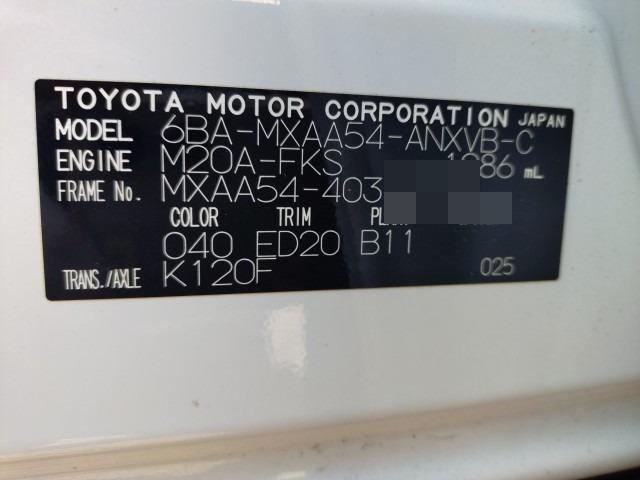 TOYOTA MOTOR CORPORATION JAPAN
MODEL 6BA-MXAA54-ANXVB-C
ENGINE M20A-FKS 1986 mL
FRAME No. MXAA54-403
COLOR TRIM
040 ED20 B11
TRANS./AXLE K120F 025